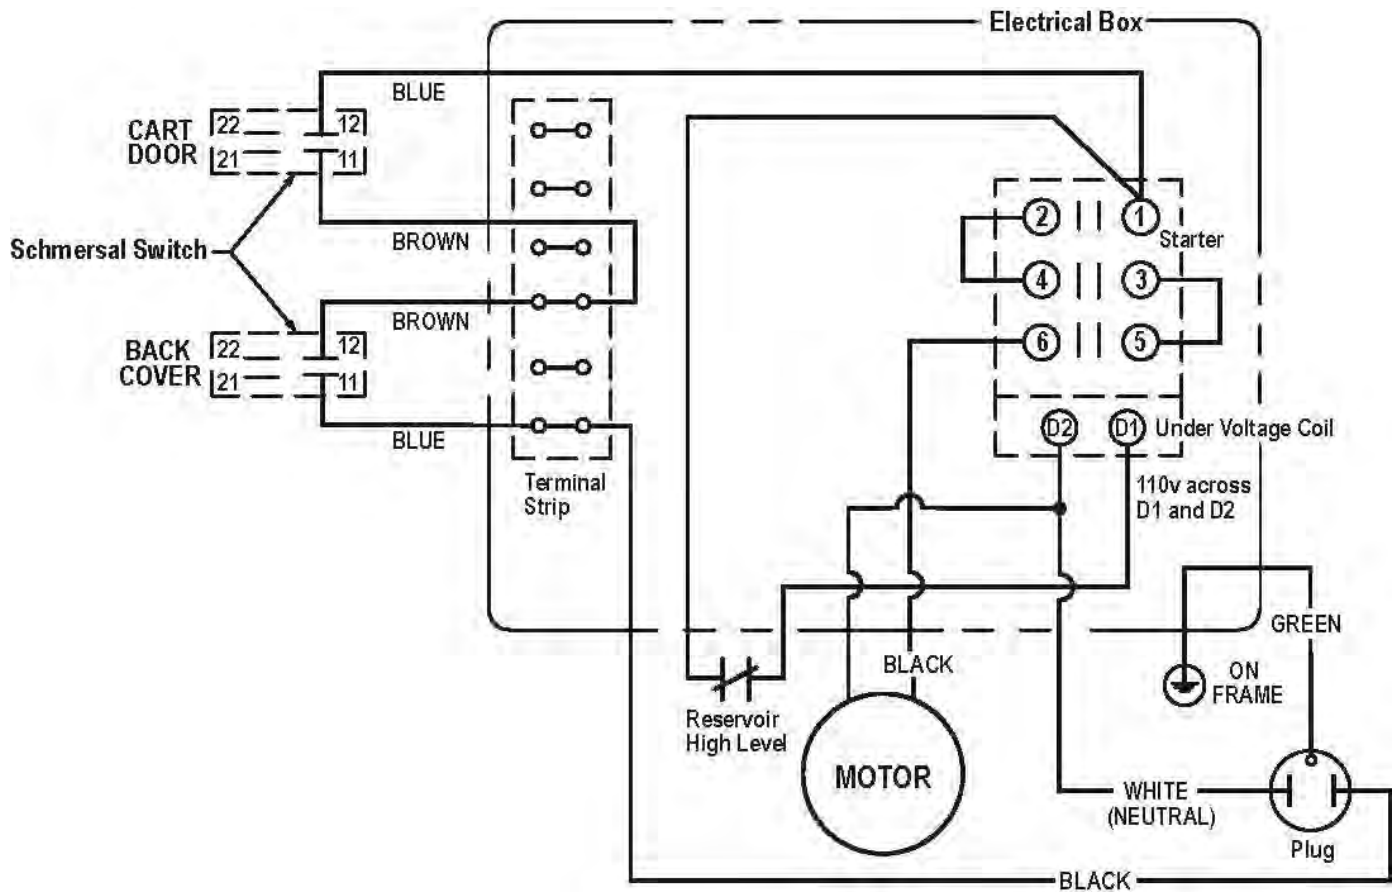 Electrical Box
BLUE
CART
DOOR
22
12
21
11
Schmersal Switch
BROWN
BROWN
BACK
COVER
22
12
21
11
BLUE
Terminal
Strip
2
1
Starter
4
3
6
5
D2
D1
Under Voltage Coil
110v across
D1 and D2
GREEN
ON
FRAME
BLACK
Reservoir
High Level
MOTOR
WHITE
(NEUTRAL)
Plug
BLACK